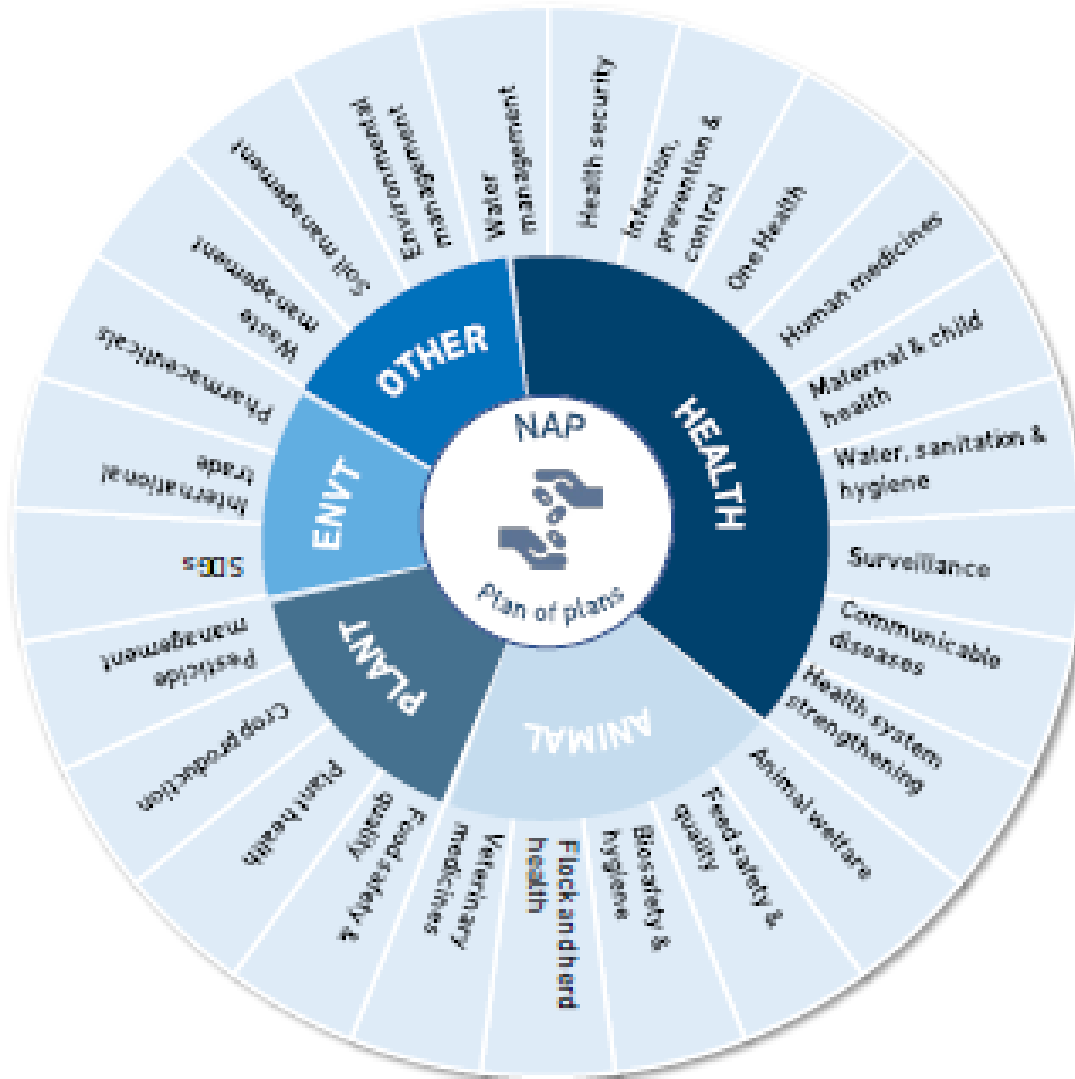 NAP
Plan of plans
HEALTH
ANIMAL
PLANT
ENVT
OTHER
Health security
Infection,
prevention &
control
One Health
Human medicines
Maternal & child
health
Water, sanitation &
hygiene
Surveillance
Communicable
diseases
Health system
strengthening
Animal welfare
Feed safety &
quality
Biosafety &
hygiene
Flock and herd
health
Veterinary
medicines
Food safety &
quality
Plant health
Crop production
Pesticide
management
SDGs
International
trade
Pharmaceuticals
Waste
management
Soil management
Environmental
management
Water
management